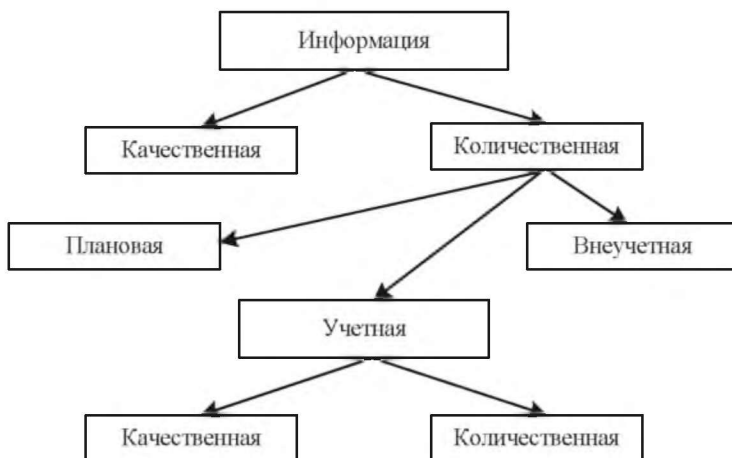 Информация
Качественная
Количественная
Плановая
Внеучетная
Учетная
Качественная
Количественная